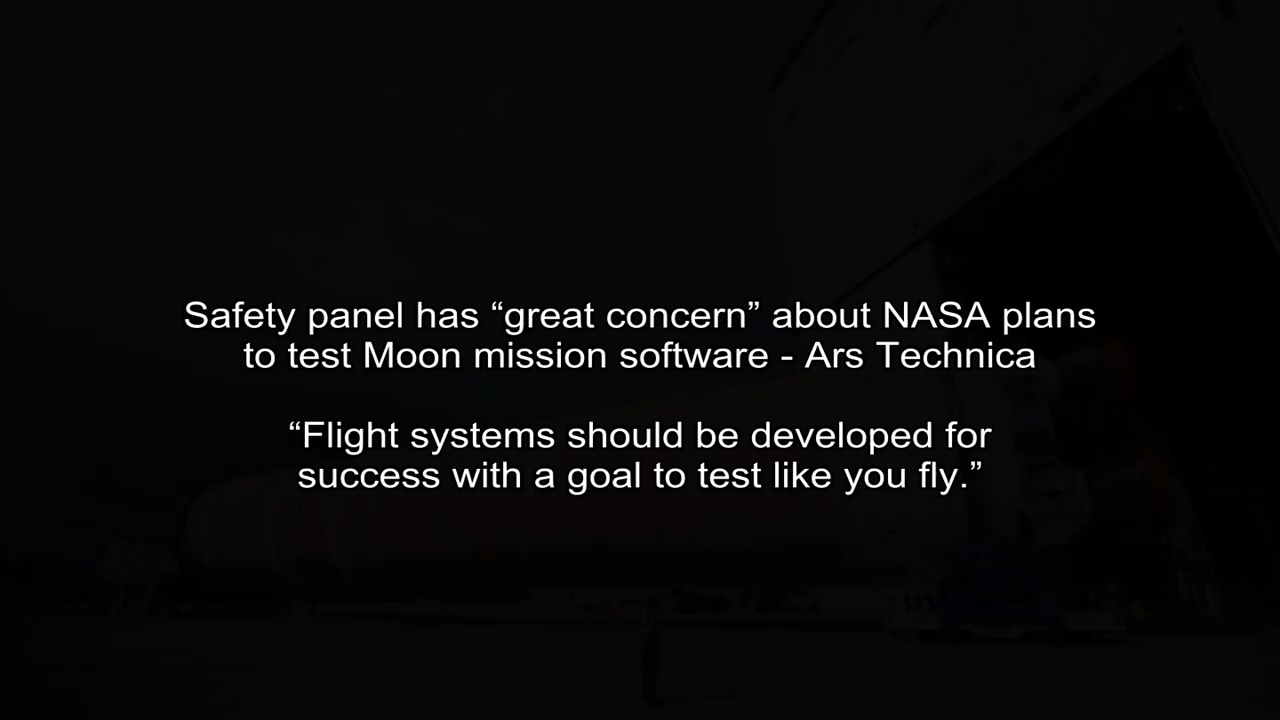 Safety panel has “great concern” about NASA plans
to test Moon mission software - Ars Technica
“Flight systems should be developed for
success with a goal to test like you fly.”